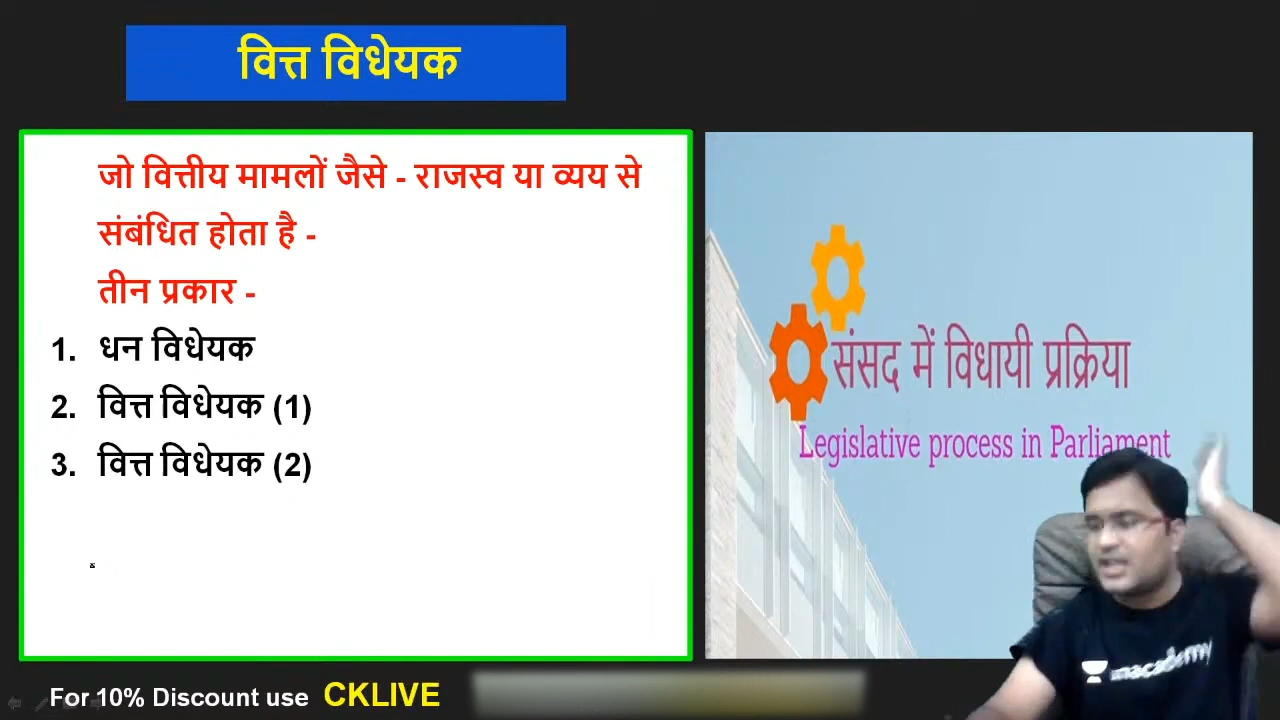 वित्त विधेयक
जो वित्तीय मामलों जैसे - राजस्व या व्यय से
संबंधित होता है -
तीन प्रकार -
1. धन विधेयक
2. वित्त विधेयक (1)
3. वित्त विधेयक (2)
संसद में विधायी प्रक्रिया
Legislative process in Parliament
unacademy
For 10% Discount use CKLIVE